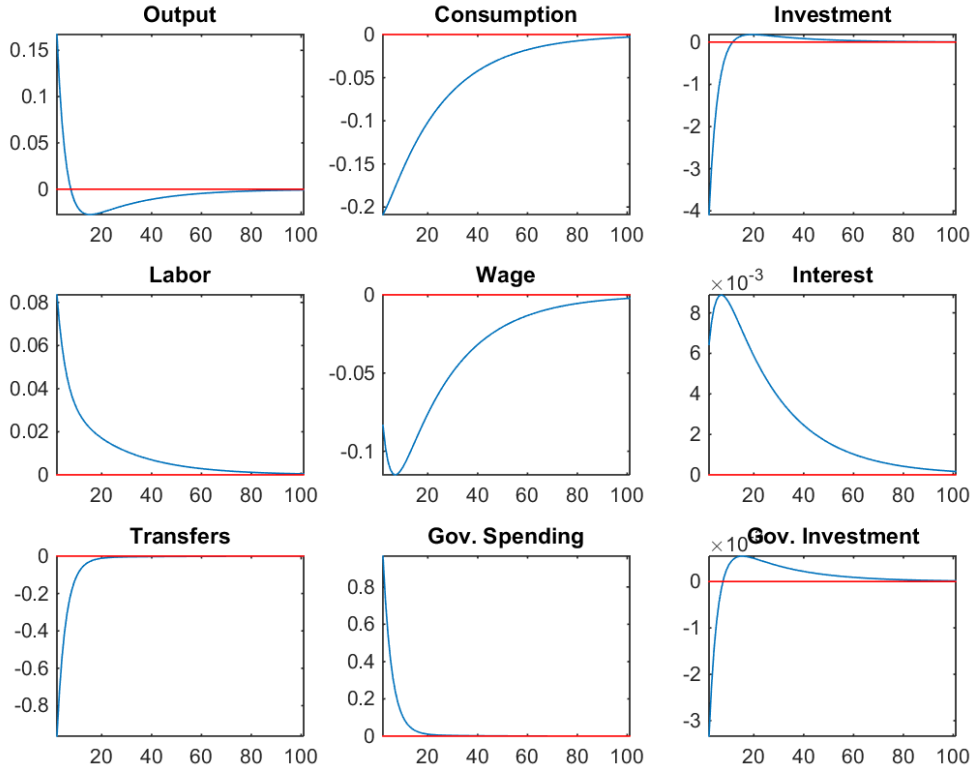 Output
0.15
0.1
0.05
0
20 40 60 80 100
Consumption
0
-0.05
-0.1
-0.15
-0.2
20 40 60 80 100
Investment
0
-1
-2
-3
-4
20 40 60 80 100
Labor
0.08
0.06
0.04
0.02
0
20 40 60 80 100
Wage
0
-0.05
-0.1
20 40 60 80 100
×10-3
Interest
8
6
4
2
0
20 40 60 80 100
Transfers
0
-0.2
-0.4
-0.6
-0.8
20 40 60 80 100
Gov. Spending
0.8
0.6
0.4
0.2
0
20 40 60 80 100
Gov. Investment
0
-1
-2
-3
20 40 60 80 100